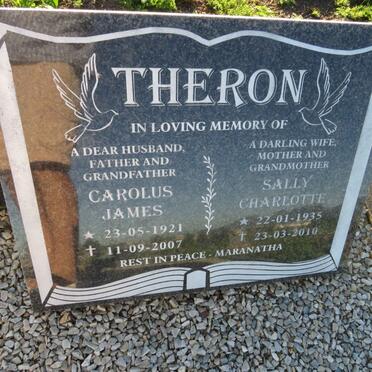 THERON
IN LOVING MEMORY OF
A DEAR HUSBAND,
FATHER AND
GRANDFATHER
CAROLUS
JAMES
★ 23-05-1921
✝ 11-09-2007
A DARLING WIFE,
MOTHER AND
GRANDMOTHER
SALLY
CHARLOTTE
★ 22-01-1935
✝ 23-03-2010
REST IN PEACE - MARANATHA